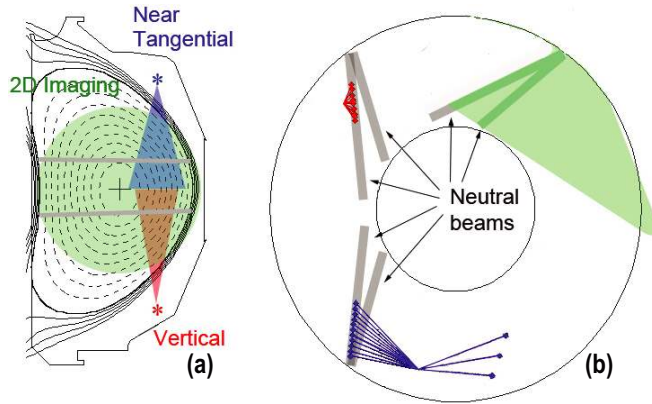 Near
Tangential
*
2D Imaging
*
Vertical
(a)
Neutral
beams
(b)